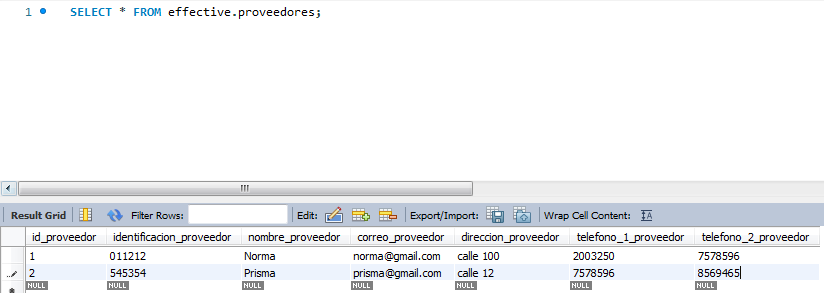 1 SELECT * FROM effective.proveedores;
Result Grid Filter Rows: Edit: Export/Import: Wrap Cell Content: IA
id_proveedor identificacion_proveedor nombre_proveedor correo_proveedor direccion_proveedor telefono_1_proveedor telefono_2_proveedor
1 011212 Norma norma@gmail.com calle 100 2003250 7578596
2 545354 Prisma prisma@gmail.com calle 12 7578596 8569465
NULL NULL NULL NULL NULL NULL NULL